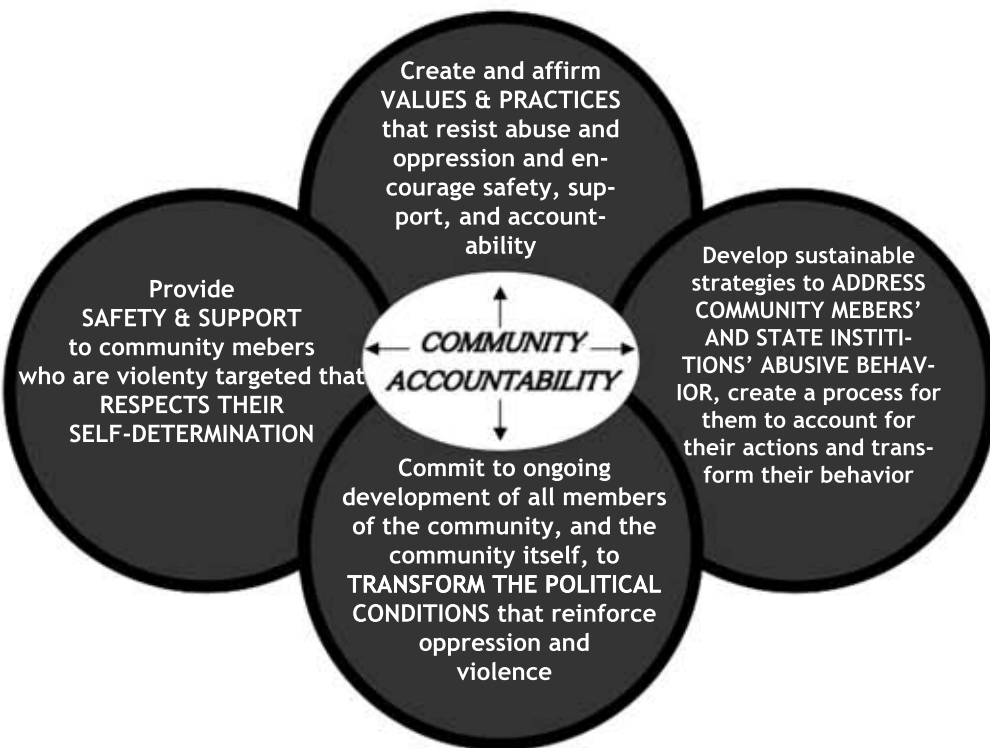 Create and affirm
VALUES & PRACTICES
that resist abuse and
oppression and en-
courage safety, sup-
port, and account-
ability
Provide
SAFETY & SUPPORT
to community mebers
who are violenty targeted that
RESPECTS THEIR
SELF-DETERMINATION
COMMUNITY
ACCOUNTABILITY
Develop sustainable
strategies to ADDRESS
COMMUNITY MEBERS’
AND STATE INSTITI-
TIONS’ ABUSIVE BEHAV-
IOR, create a process for
them to account for
their actions and trans-
form their behavior
Commit to ongoing
development of all members
of the community, and the
community itself, to
TRANSFORM THE POLITICAL
CONDITIONS that reinforce
oppression and
violence